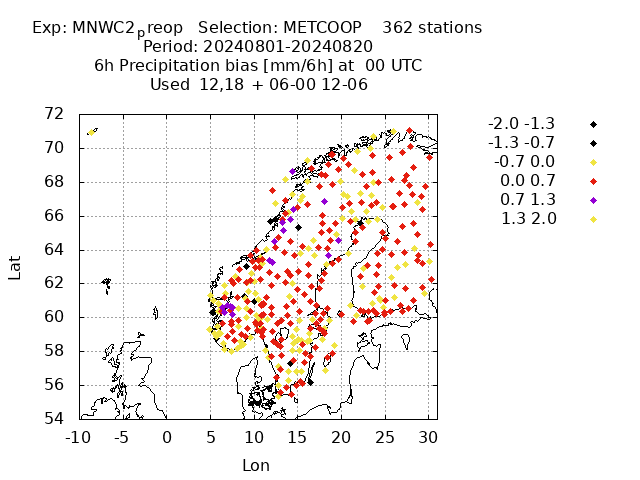 Exp: MNWC2preop   Selection: METCOOP    362 stations
Period: 20240801-20240820
6h Precipitation bias [mm/6h] at  00 UTC
Used  12,18  + 06-00 12-06
72
70
68
66
64
62
60
58
56
54
-10 -5 0 5 10 15 20 25 30
Lat
Lon
-2.0 -1.3
-1.3 -0.7
-0.7 0.0
0.0 0.7
0.7 1.3
1.3 2.0